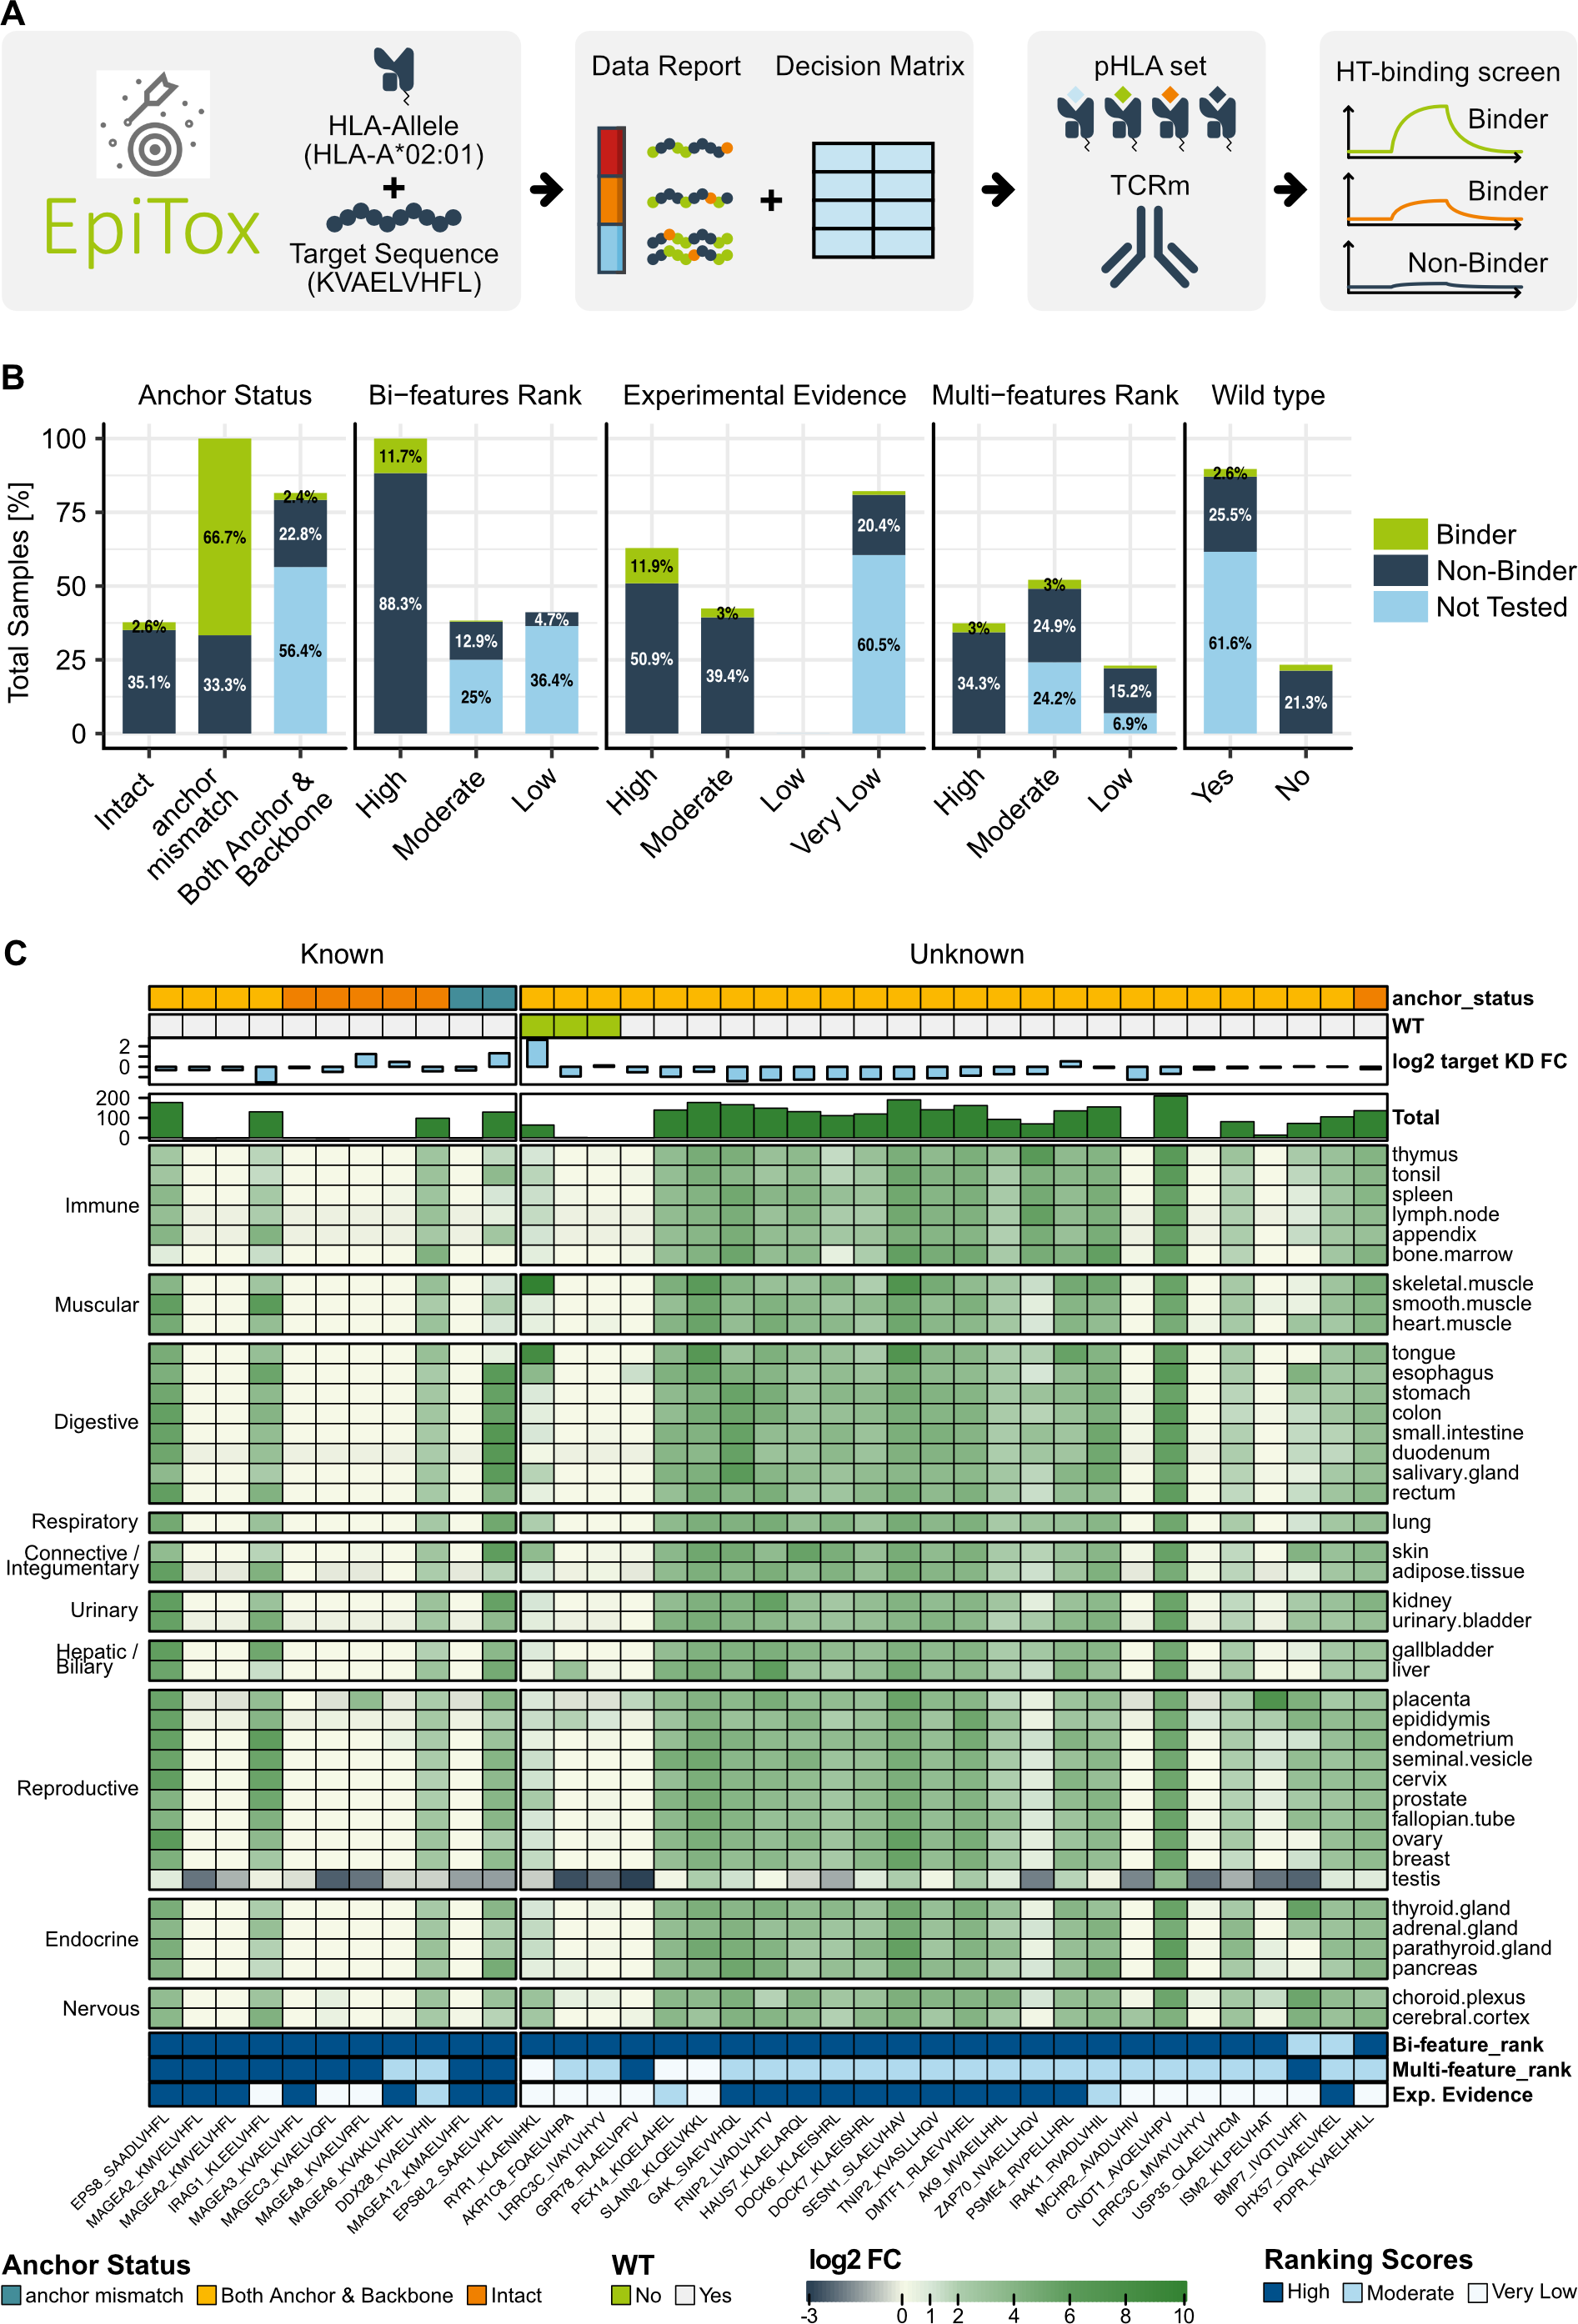 A
EpiTox
HLA-Allele
(HLA-A*02:01)
+
Target Sequence
(KVAELVHFL)
Data Report
Decision Matrix
+
pHLA set
TCRm
HT-binding screen
Binder
Binder
Non-Binder
B
Anchor Status
Bi−features Rank
Experimental Evidence
Multi−features Rank
Wild type
Total Samples [%]
100
75
50
25
0
2.6%
35.1%
66.7%
33.3%
2.4%
22.8%
56.4%
11.7%
88.3%
12.9%
25%
4.7%
36.4%
11.9%
50.9%
3%
39.4%
20.4%
60.5%
3%
34.3%
3%
24.9%
24.2%
15.2%
6.9%
2.6%
25.5%
61.6%
21.3%
Binder
Non-Binder
Not Tested
Intact
anchor
mismatch
Both Anchor &
Backbone
High
Moderate
Low
High
Moderate
Low
Very Low
High
Moderate
Low
Yes
No
C
Known
Unknown
anchor_status
WT
2
0
log2 target KD FC
200
100
0
Total
Immune
thymus
tonsil
spleen
lymph.node
appendix
bone.marrow
Muscular
skeletal.muscle
smooth.muscle
heart.muscle
Digestive
tongue
esophagus
stomach
colon
small.intestine
duodenum
salivary.gland
rectum
Respiratory
lung
Connective /
Integumentary
skin
adipose.tissue
Urinary
kidney
urinary.bladder
Hepatic /
Biliary
gallbladder
liver
Reproductive
placenta
epididymis
endometrium
seminal.vesicle
cervix
prostate
fallopian.tube
ovary
breast
testis
Endocrine
thyroid.gland
adrenal.gland
parathyroid.gland
pancreas
Nervous
choroid.plexus
cerebral.cortex
Bi-feature_rank
Multi-feature_rank
Exp. Evidence
EPS8_SAADLVHFL
MAGEA2_KMVELVHFL
MAGEA2_KMVELVHFL
IRAG1_KLEELVHFL
MAGEA3_KVAELVHFL
MAGEC3_KVAELVQFL
MAGEA8_KVAELVRFL
MAGEA6_KVAKLVHFL
DDX28_KVAELVHIL
MAGEA12_KMAELVHFL
EPS8L2_SAAELVHFL
RYR1_KLAENIHKL
AKR1C8_FQAELVHPA
LRRC3C_IAYLVHYV
GPR78_RLAELVPFV
PEX14_KIQELAHEL
SLAIN2_KLQELVKKL
GAK_SIAEVVHQL
FNIP2_LVADLVHTV
HAUS7_KLAELARQL
DOCK6_KLAEISHRL
DOCK7_KLAEISHRL
SESN1_SLAELVHAV
TNIP2_KVASLLHQV
DMTF1_RLAEVVHEL
AK9_MVAEILHHL
ZAP70_NVAELLHQV
PSME4_RVPELLHRL
IRAK1_RVADLVHIL
MCHR2_AVADLVHIV
CNOT1_AVQELVHPV
LRRC3C_MVAYLVHYV
USP35_QLAELVHCM
ISM2_KLPELVHAT
BMP7_IVQTLVHFI
DHX57_QVAELVKEL
PDPR_KVAELHHLL
Anchor Status
anchor mismatch
Both Anchor & Backbone
Intact
WT
No
Yes
log2 FC
-3
0
1
2
4
6
8
10
Ranking Scores
High
Moderate
Very Low